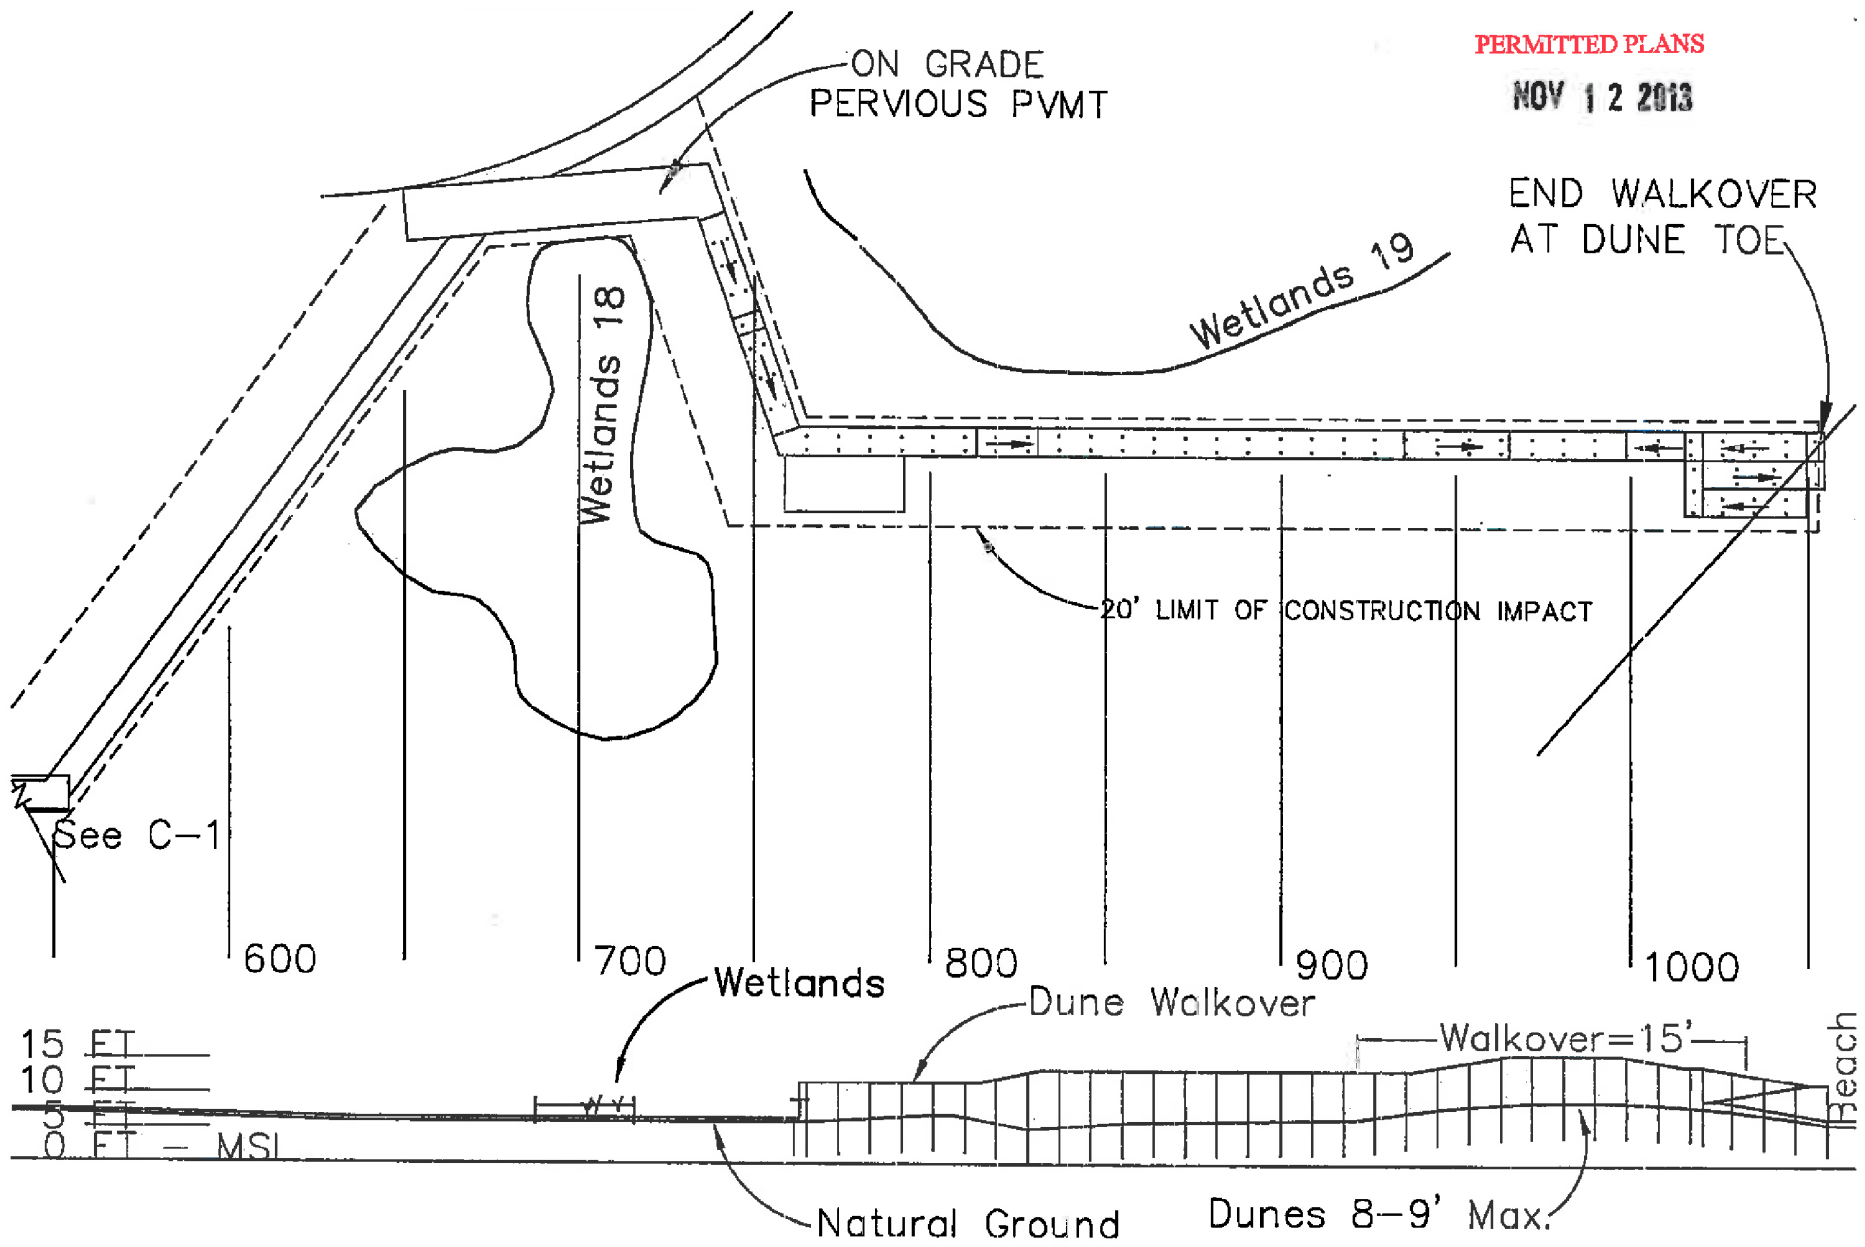 PERMITTED PLANS
NOV 12 2013
ON GRADE
PERVIOUS PVMT
END WALKOVER
AT DUNE TOE
Wetlands 19
Wetlands 18
20' LIMIT OF CONSTRUCTION IMPACT
See C-1
600
700
800
900
1000
Wetlands
Dune Walkover
Walkover=15'
Beach
15 FT
10 FT
5 FT
0 FT - MSL
W
Natural Ground
Dunes 8-9' Max.